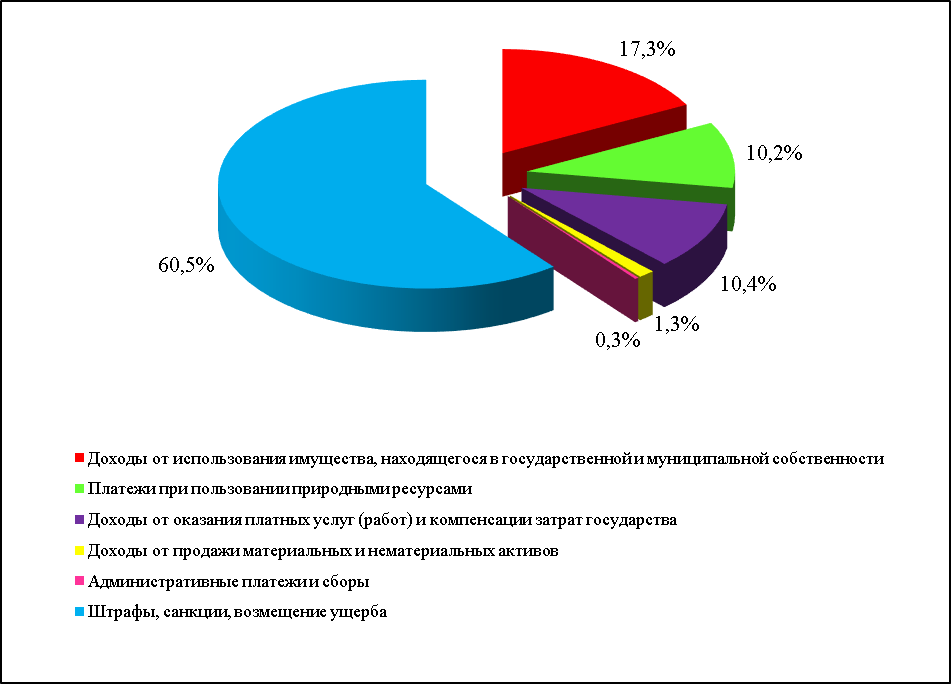 17,3%
10,2%
60,5%
10,4%
1,3%
0,3%
Доходы от использования имущества, находящегося в государственной и муниципальной собственности
Платежи при пользовании природными ресурсами
Доходы от оказания платных услуг (работ) и компенсации затрат государства
Доходы от продажи материальных и нематериальных активов
Административные платежи и сборы
Штрафы, санкции, возмещение ущерба